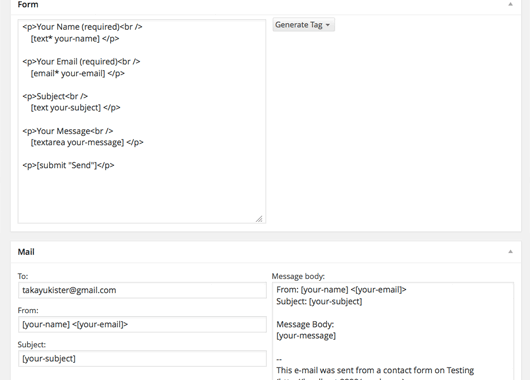 Form
<p>Your Name (required)<br />
[text* your-name] </p>
Generate Tag
<p>Your Email (required)<br />
[email* your-email] </p>
<p>Subject<br />
[text your-subject] </p>
<p>Your Message<br />
[textarea your-message] </p>
<p>[submit "Send"]</p>
Mail
To:
takayukister@gmail.com
From:
[your-name] <[your-email]>
Subject:
[your-subject]
Message body:
From: [your-name] <[your-email]>
Subject: [your-subject]
Message Body:
[your-message]
--
This e-mail was sent from a contact form on Testing